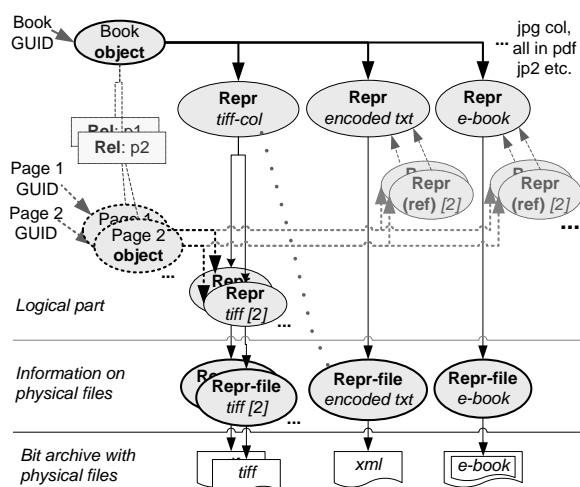 Book
GUID
Book
object
... jpg col,
all in pdf
jp2 etc.
Repr
tiff-col
Repr
encoded txt
Repr
e-book
Rel: p1
Rel: p2
Page 1
GUID
Page 2
GUID
Page 1
Page 2
object
...
Repr
(ref) [2]
Repr
(ref) [2]
...
Logical part
Repr
Repr
tiff [2]
...
Information on
physical files
Repr-file
tiff [2]
...
Repr-file
encoded txt
Repr-file
e-book
Bit archive with
physical files
tiff
xml
e-book